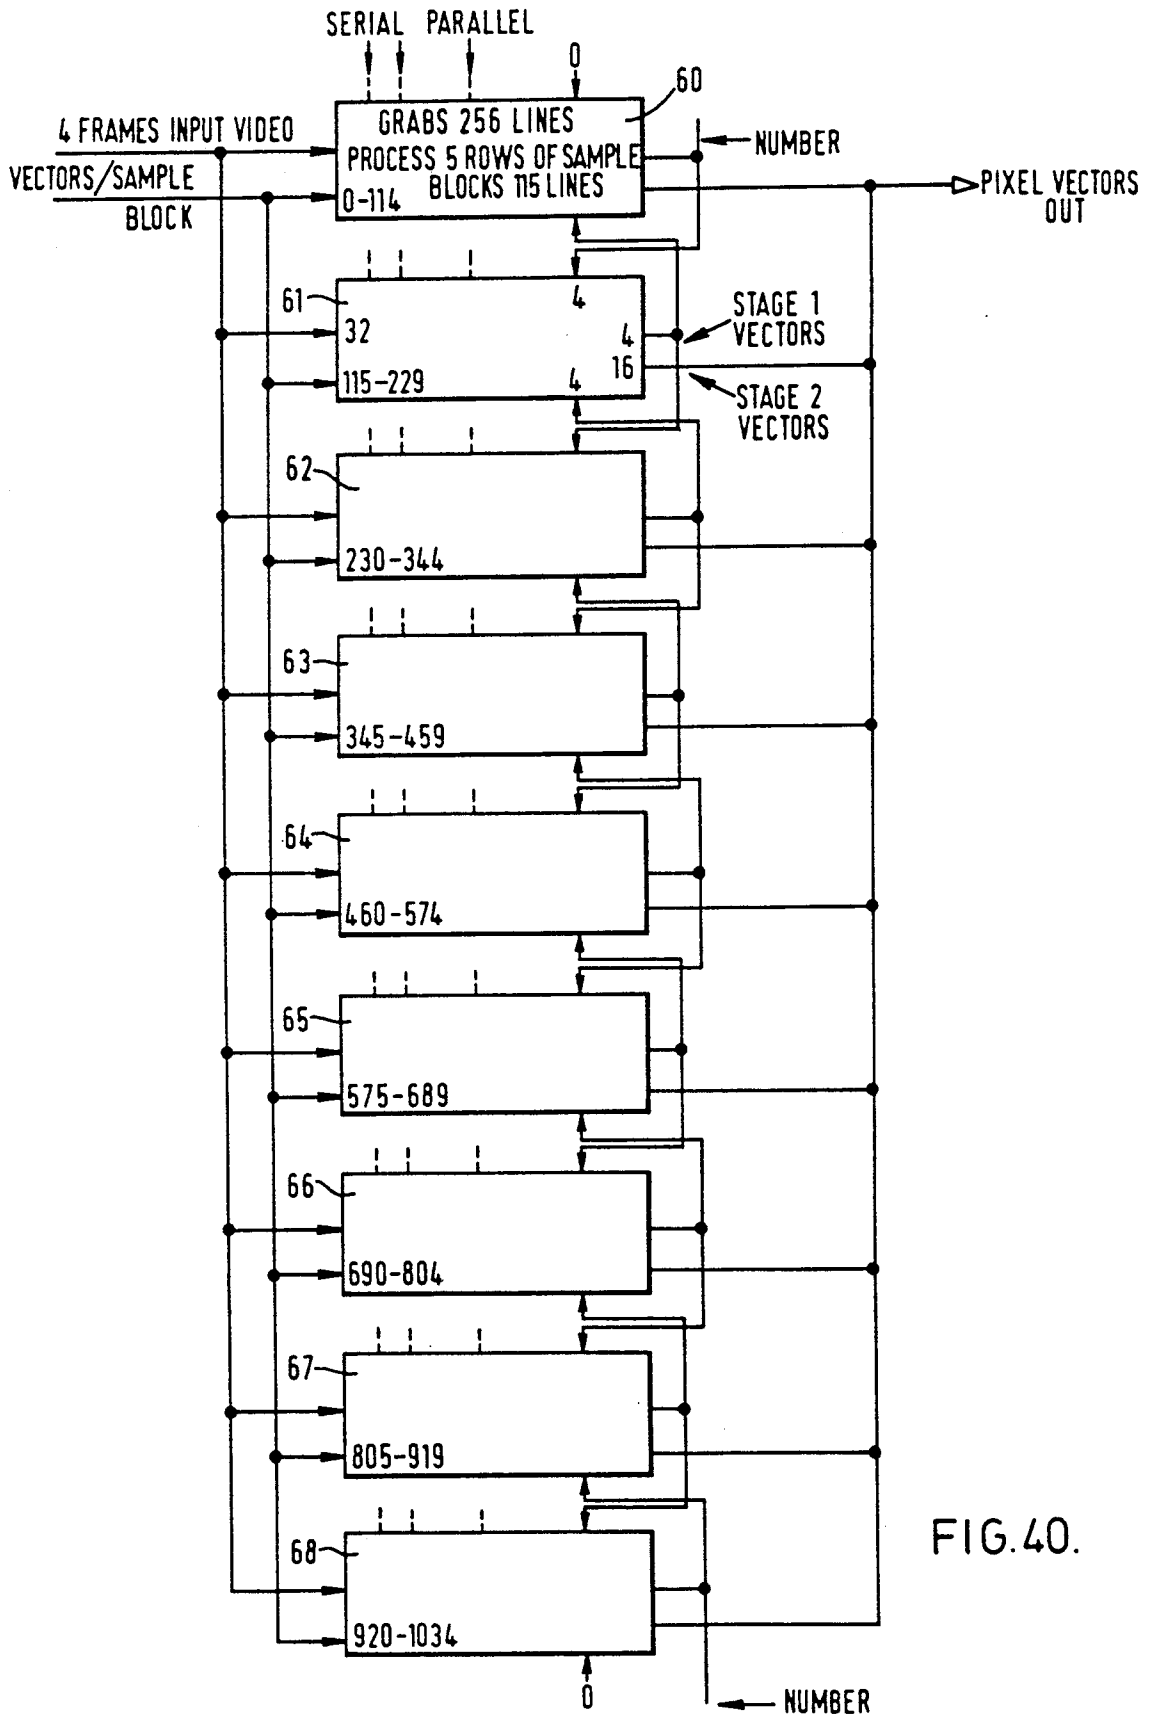 SERIAL PARALLEL
0
60
4 FRAMES INPUT VIDEO
GRABS 256 LINES
NUMBER
PROCESS 5 ROWS OF SAMPLE
VECTORS/SAMPLE
BLOCK
BLOCKS 115 LINES
0-114
PIXEL VECTORS
OUT
61
4
STAGE 1
VECTORS
32
4
16
115-229
4
STAGE 2
VECTORS
62
230-344
63
345-459
64
460-574
65
575-689
66
690-804
67
805-919
68
920-1034
0
NUMBER
FIG.40.